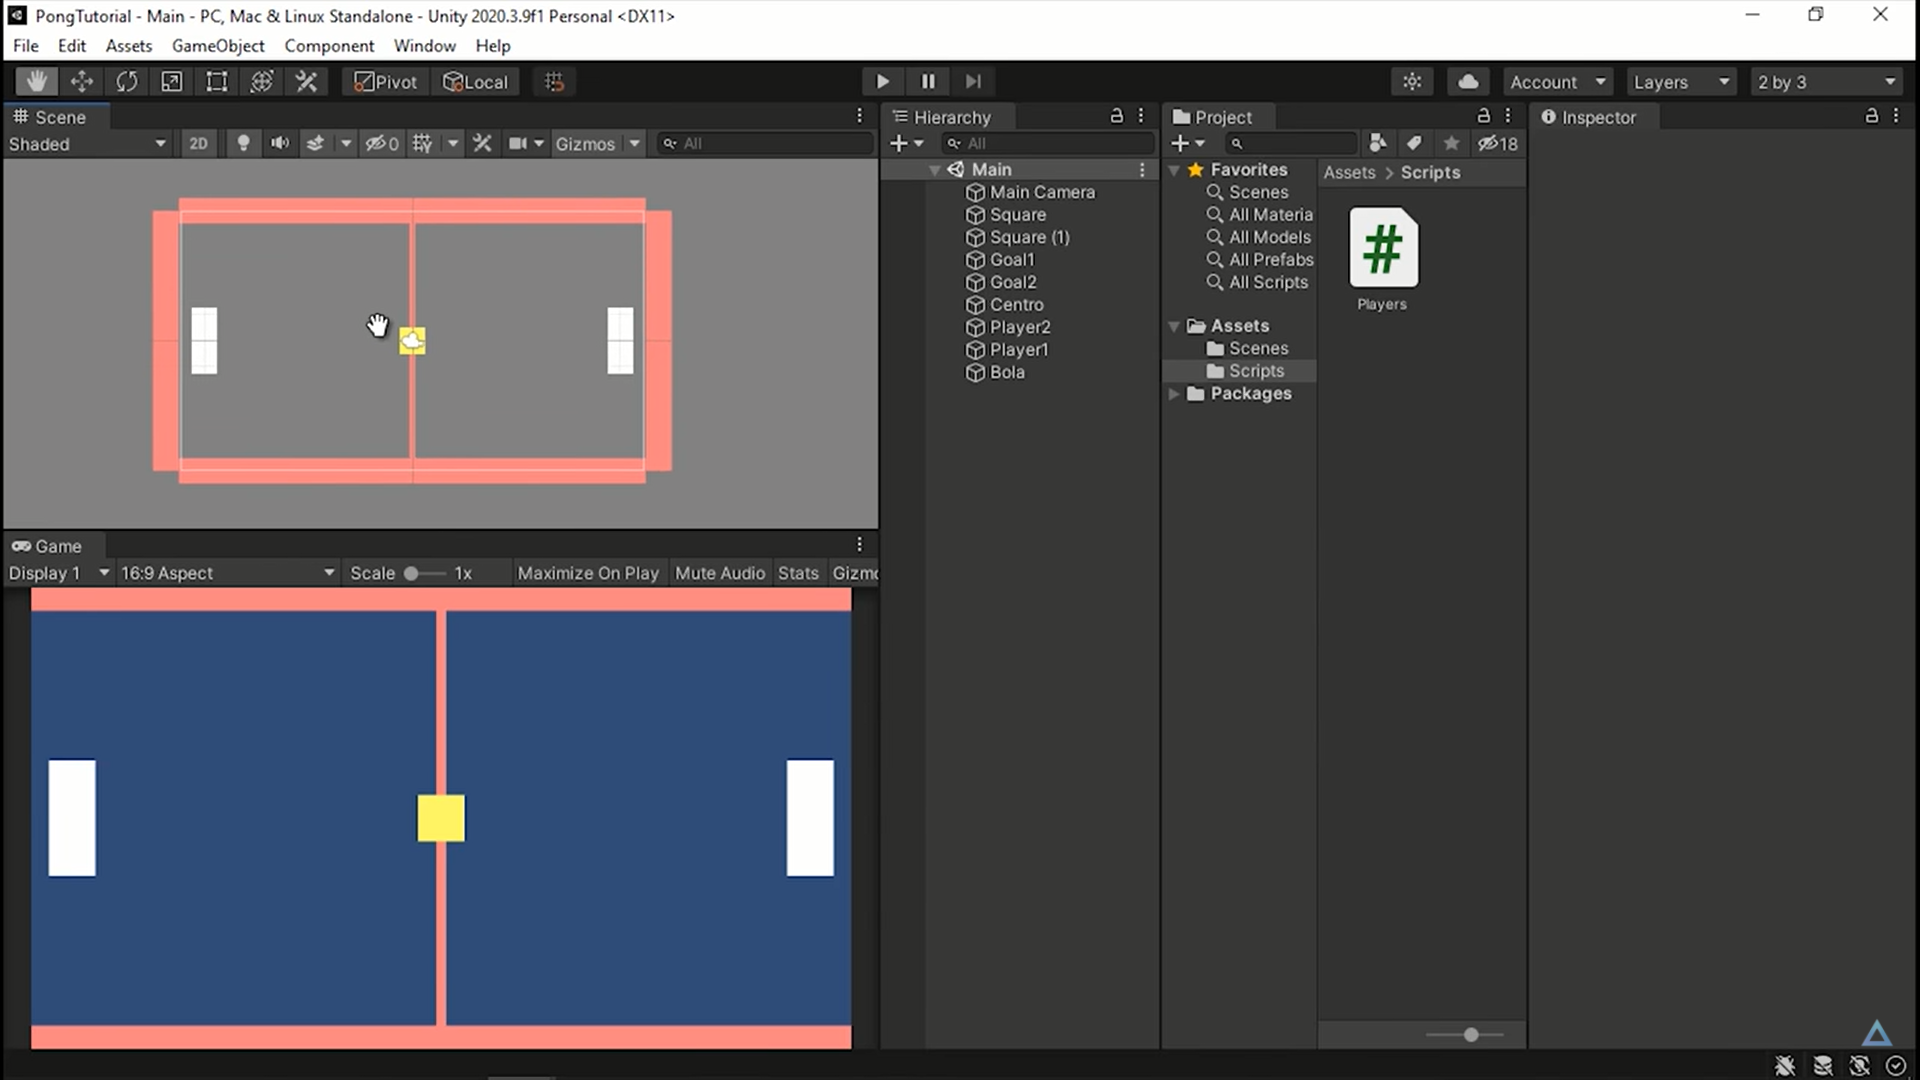 PongTutorial - Main - PC, Mac & Linux Standalone - Unity 2020.3.9f1 Personal <DX11>
File Edit Assets GameObject Component Window Help
Pivot Local Account Layers 2 by 3
Scene
Shaded 2D 0 Gizmos All
Hierarchy
All
Main
Main Camera
Square
Square (1)
Goal1
Goal2
Centro
Player2
Player1
Bola
Project
18
Favorites
Scenes
All Materia
All Models
All Prefabs
All Scripts
Assets
Scenes
Scripts
Packages
Assets > Scripts
#
Players
Inspector
Game
Display 1 16:9 Aspect Scale 1x Maximize On Play Mute Audio Stats Gizmo